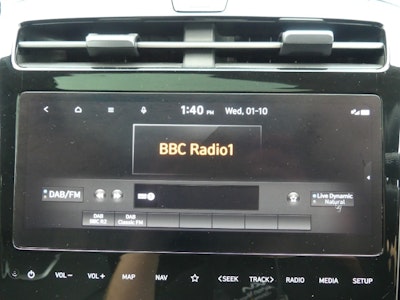 1:40 PM Wed, 01-10
BBC Radio1
DAB/FM
Live Dynamic
Natural
DAB DAB
BBC R2 Classic FM
VOL− VOL+ MAP NAV <SEEK TRACK> RADIO MEDIA SETUP